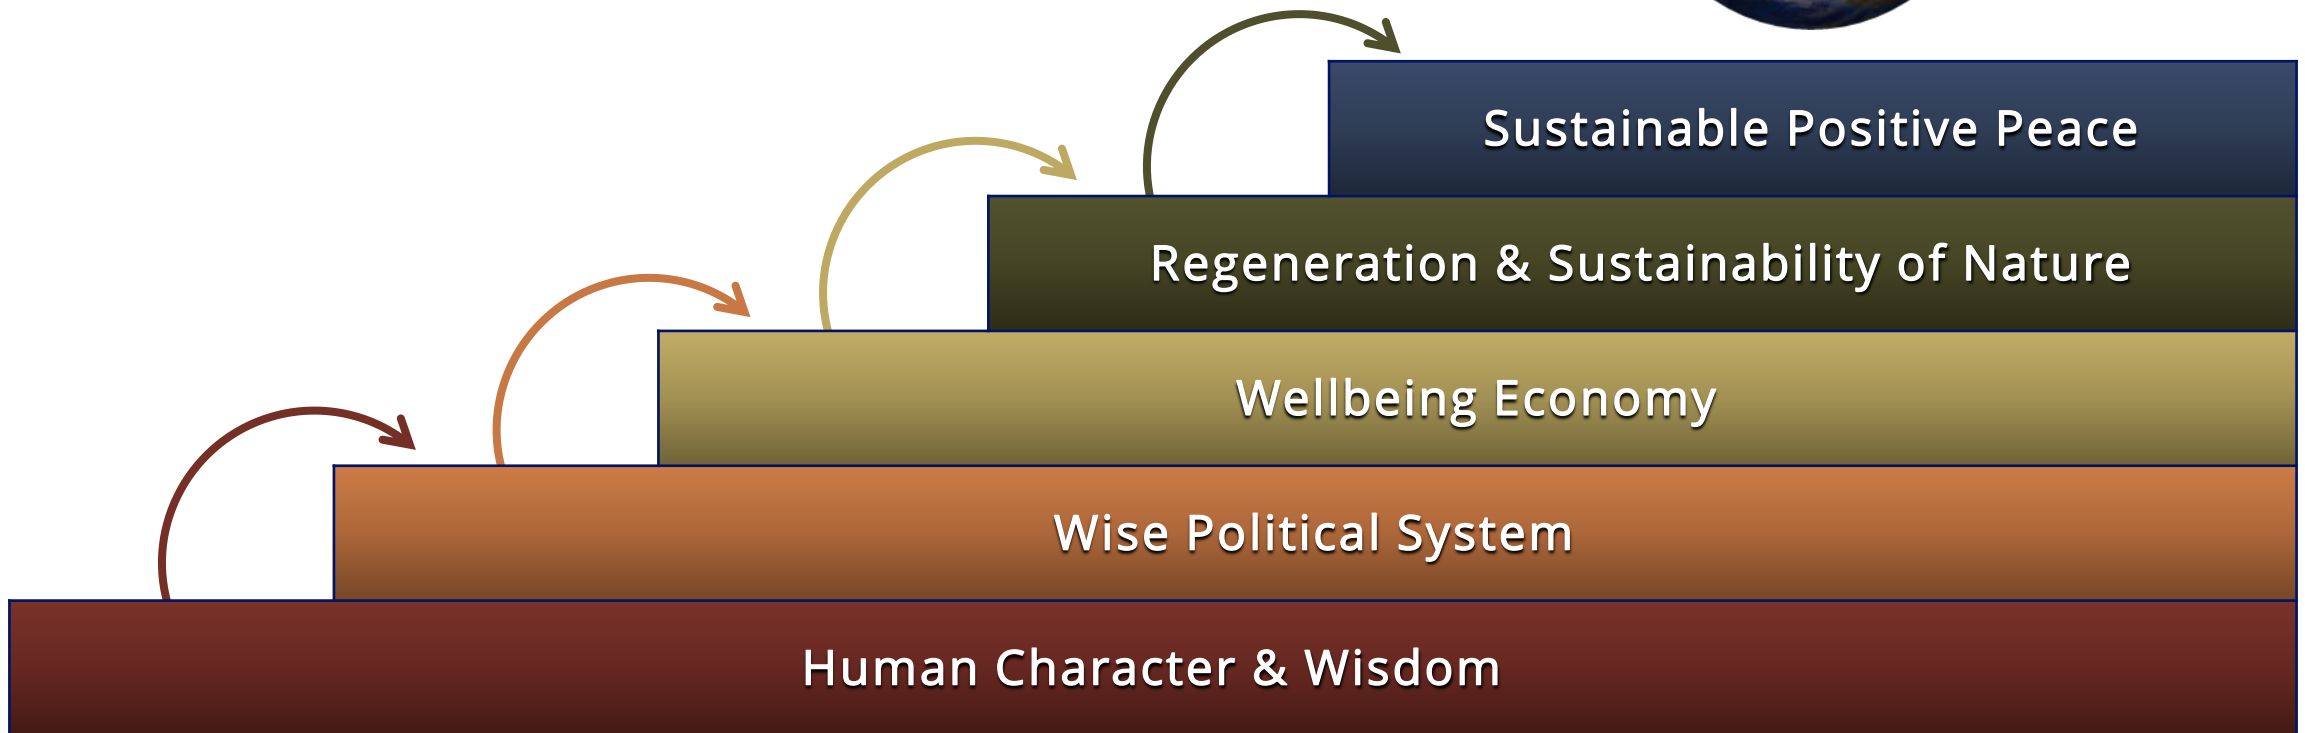 Sustainable Positive Peace
Regeneration & Sustainability of Nature
Wellbeing Economy
Wise Political System
Human Character & Wisdom